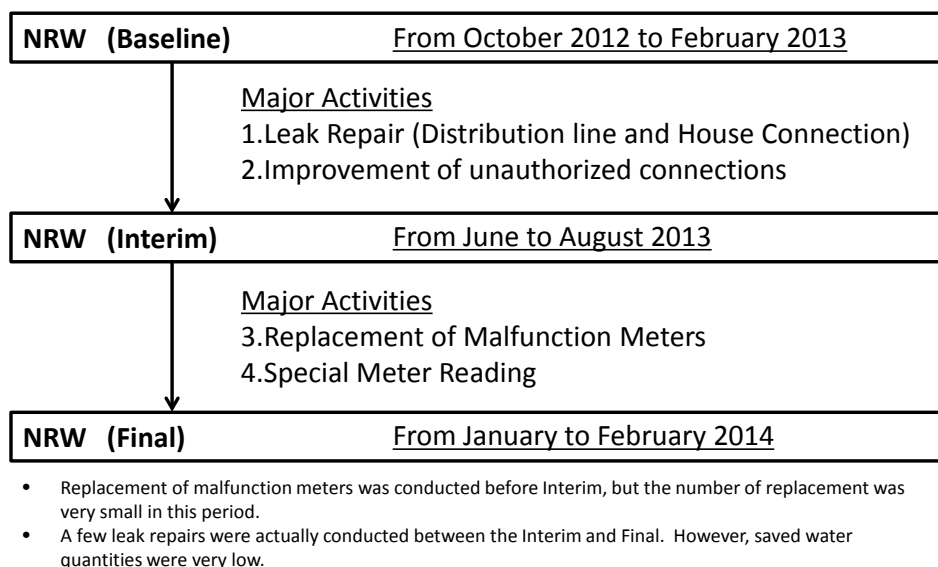 NRW (Baseline) From October 2012 to February 2013
Major Activities
1.Leak Repair (Distribution line and House Connection)
2.Improvement of unauthorized connections
NRW (Interim) From June to August 2013
Major Activities
3.Replacement of Malfunction Meters
4.Special Meter Reading
NRW (Final) From January to February 2014
• Replacement of malfunction meters was conducted before Interim, but the number of replacement was
very small in this period.
• A few leak repairs were actually conducted between the Interim and Final. However, saved water
quantities were very low.